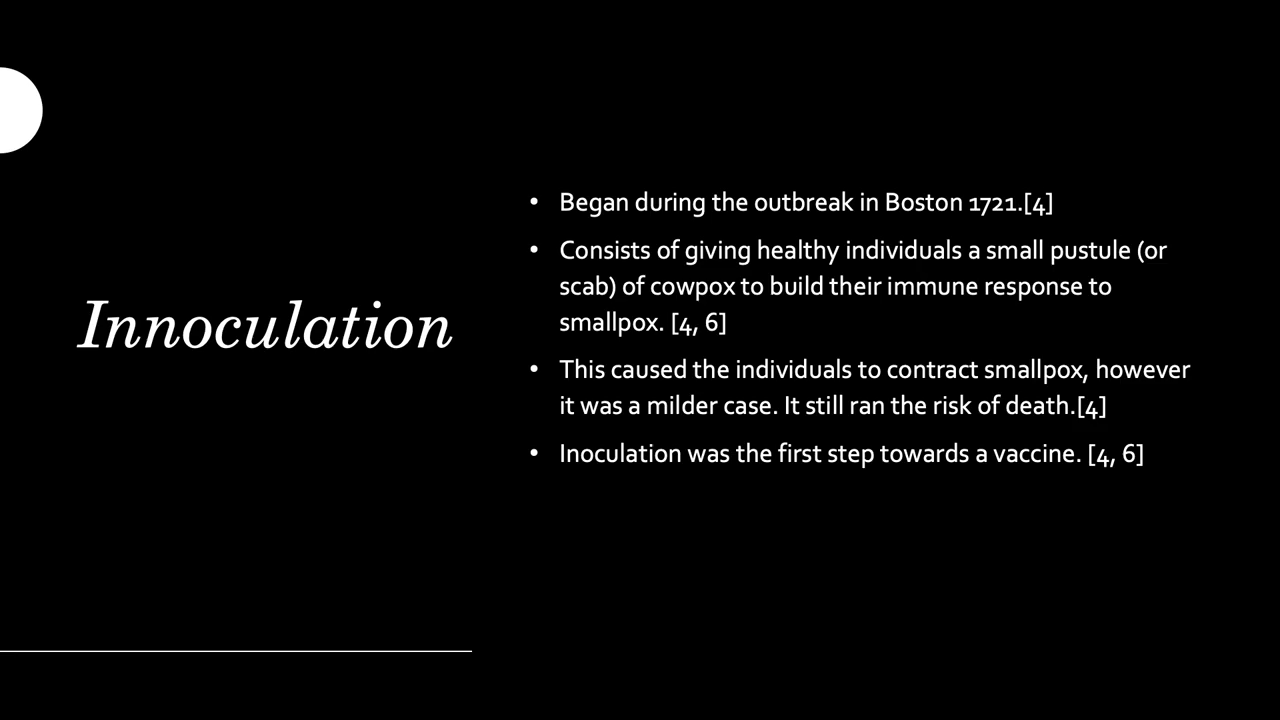 Innoculation
• Began during the outbreak in Boston 1721.[4]
• Consists of giving healthy individuals a small pustule (or
scab) of cowpox to build their immune response to
smallpox. [4, 6]
• This caused the individuals to contract smallpox, however
it was a milder case. It still ran the risk of death.[4]
• Inoculation was the first step towards a vaccine. [4, 6]